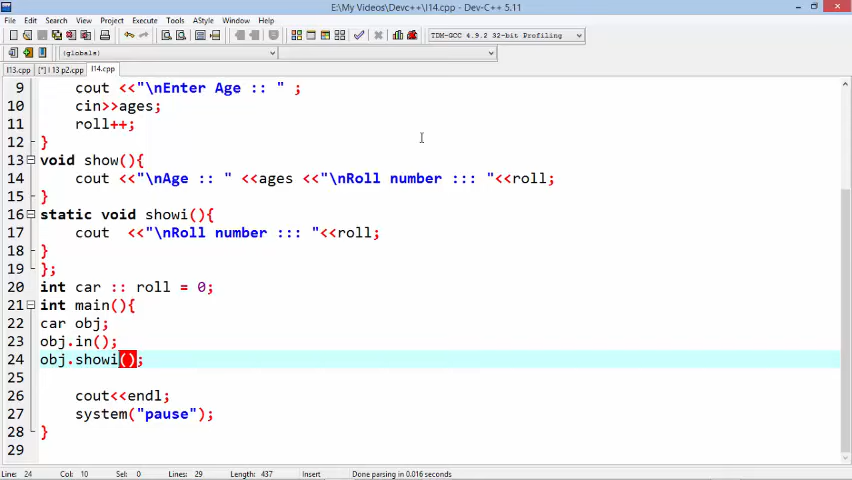 E:\My Videos\Devc++\I14.cpp - Dev-C++ 5.11
File Edit Search View Project Execute Tools AStyle Window Help
TDM-GCC 4.9.2 32-bit Profiling
(globals)
I13.cpp [*] I 13 p2.cpp I14.cpp
9 cout <<"\nEnter Age :: " ;
10 cin>>ages;
11 roll++;
12 }
13 void show(){
14 cout <<"\nAge :: " <<ages <<"\nRoll number ::: "<<roll;
15 }
16 static void showi(){
17 cout  <<"\nRoll number ::: "<<roll;
18 }
19 };
20 int car :: roll = 0;
21 int main(){
22 car obj;
23 obj.in();
24 obj.showi();
25
26 cout<<endl;
27 system("pause");
28 }
29
Line: 24 Col: 10 Sel: 0 Lines: 29 Length: 437 Insert Done parsing in 0.016 seconds